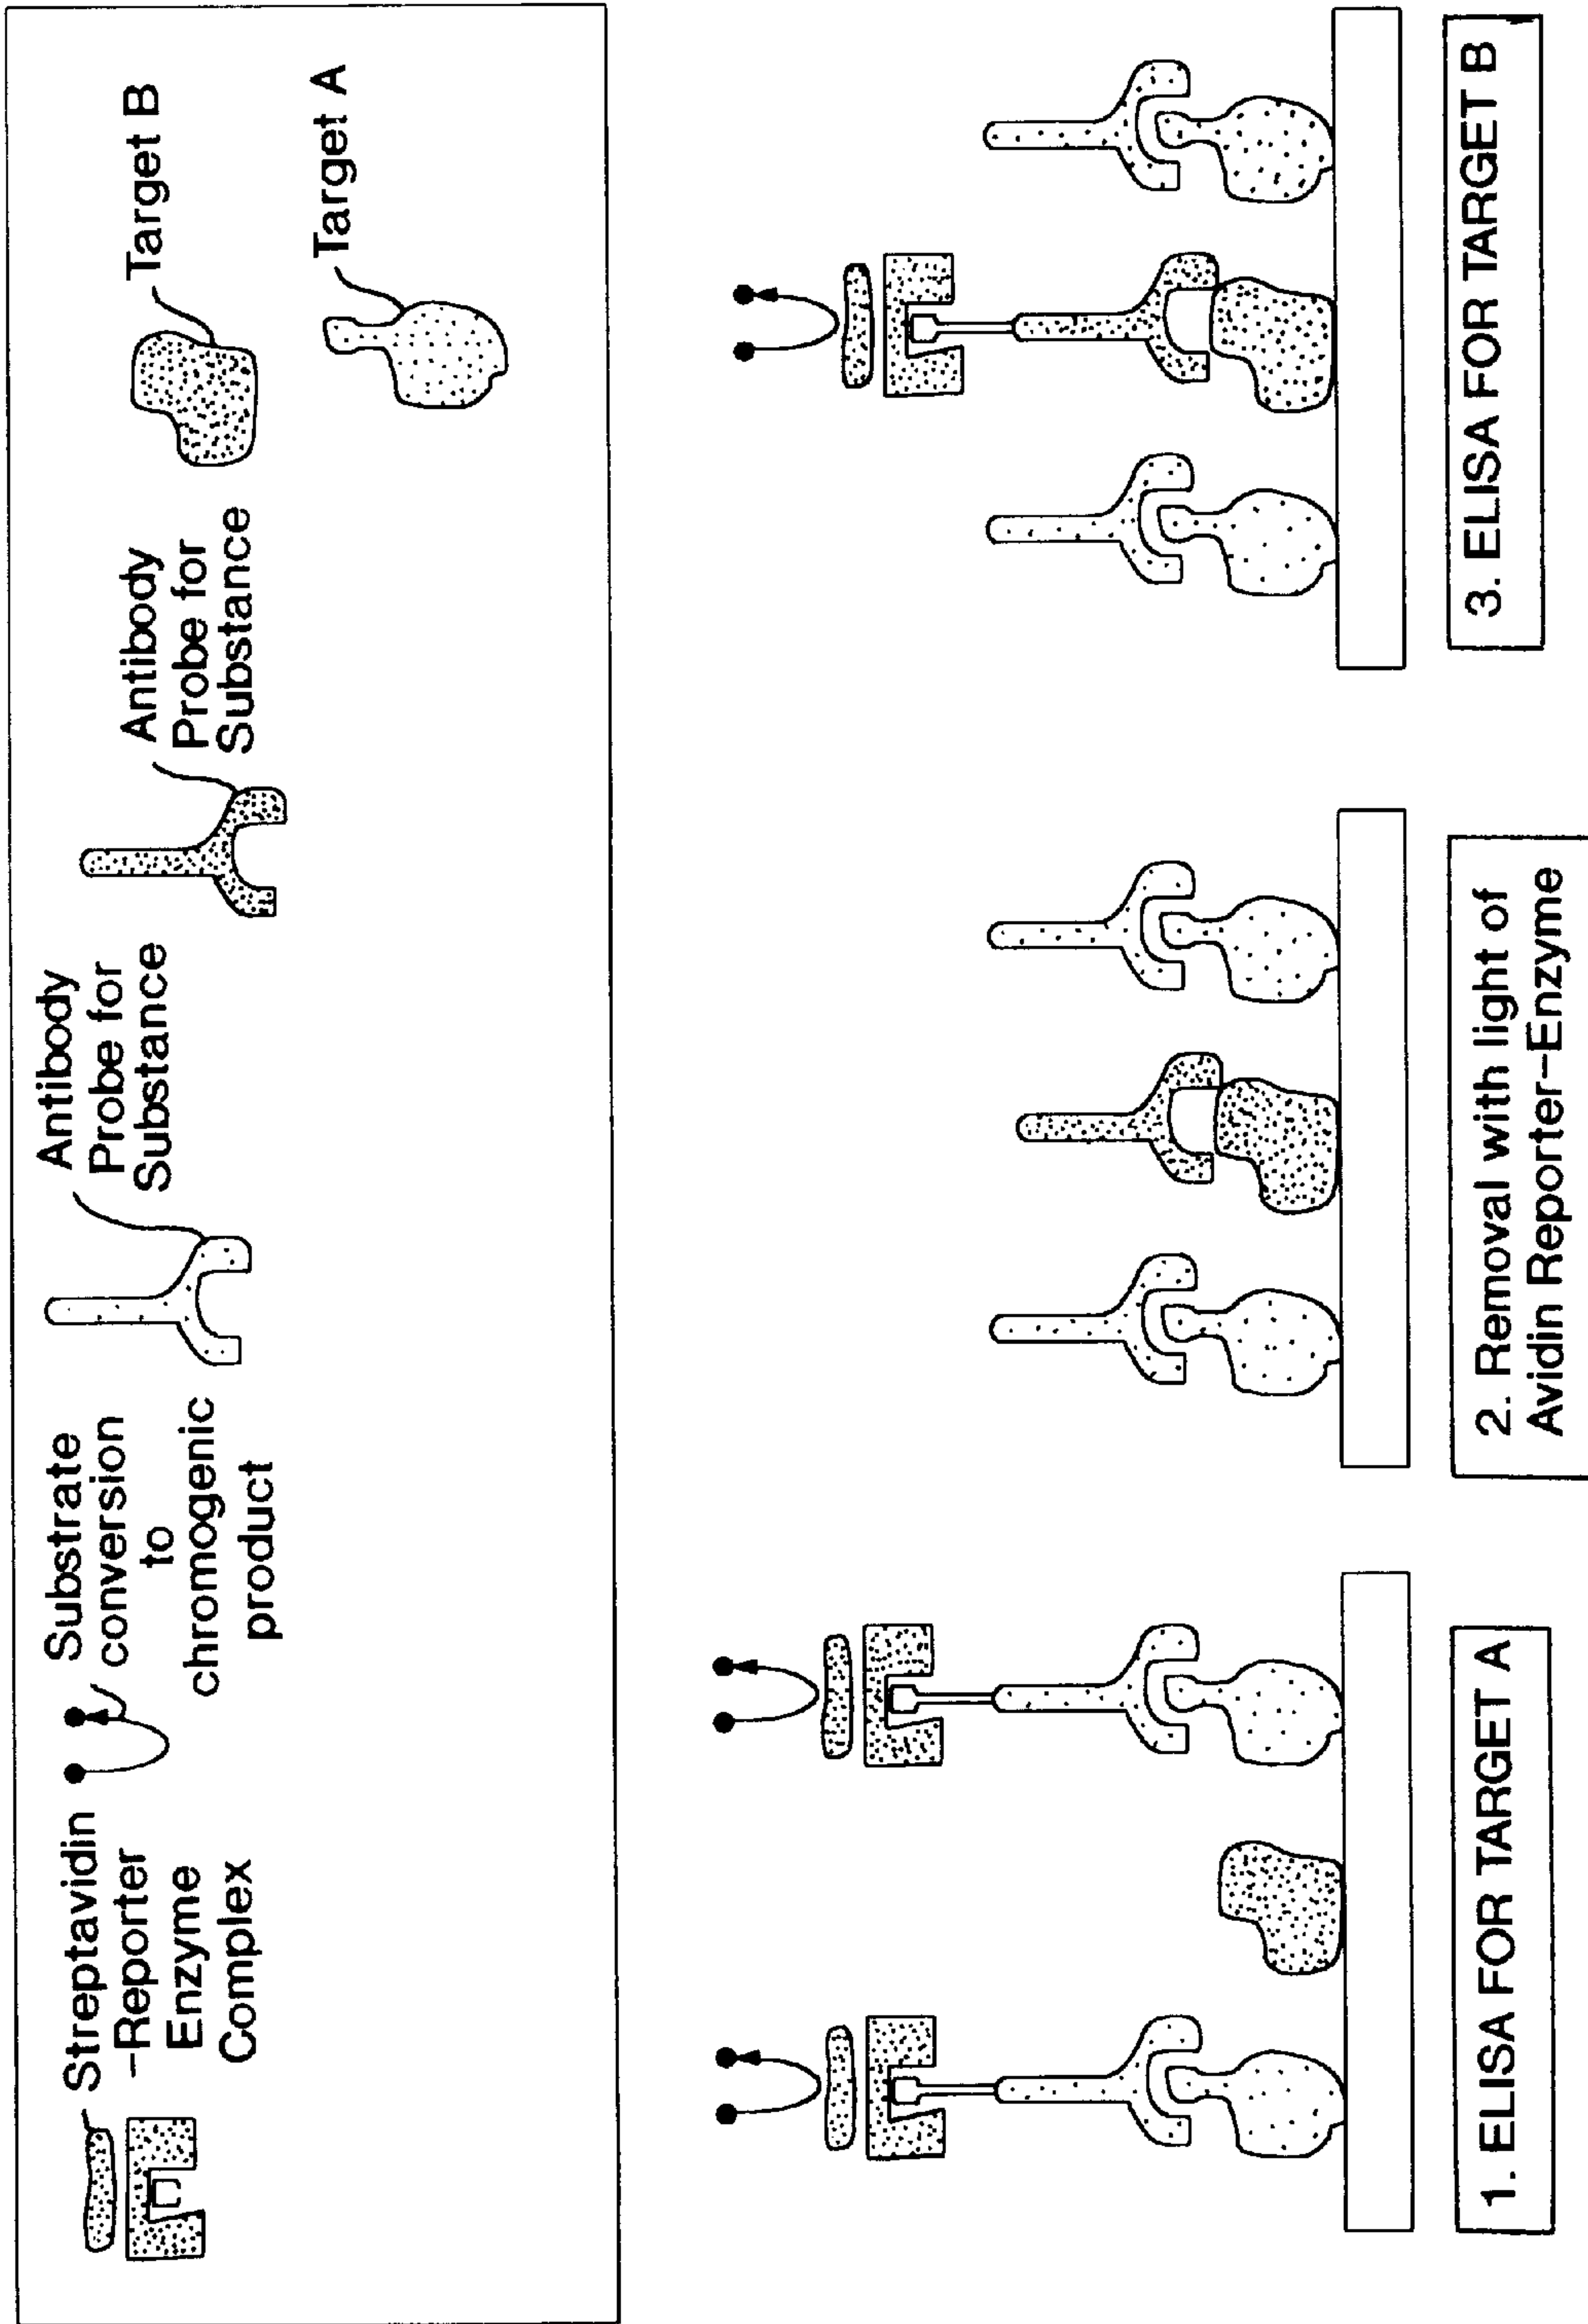 Streptavidin
-Reporter
Enzyme
Complex
Substrate
conversion
to
chromogenic
product
Antibody
Probe for
Substance
Antibody
Probe for
Substance
Target B
Target A
1. ELISA FOR TARGET A
2. Removal with light of
Avidin Reporter-Enzyme
3. ELISA FOR TARGET B